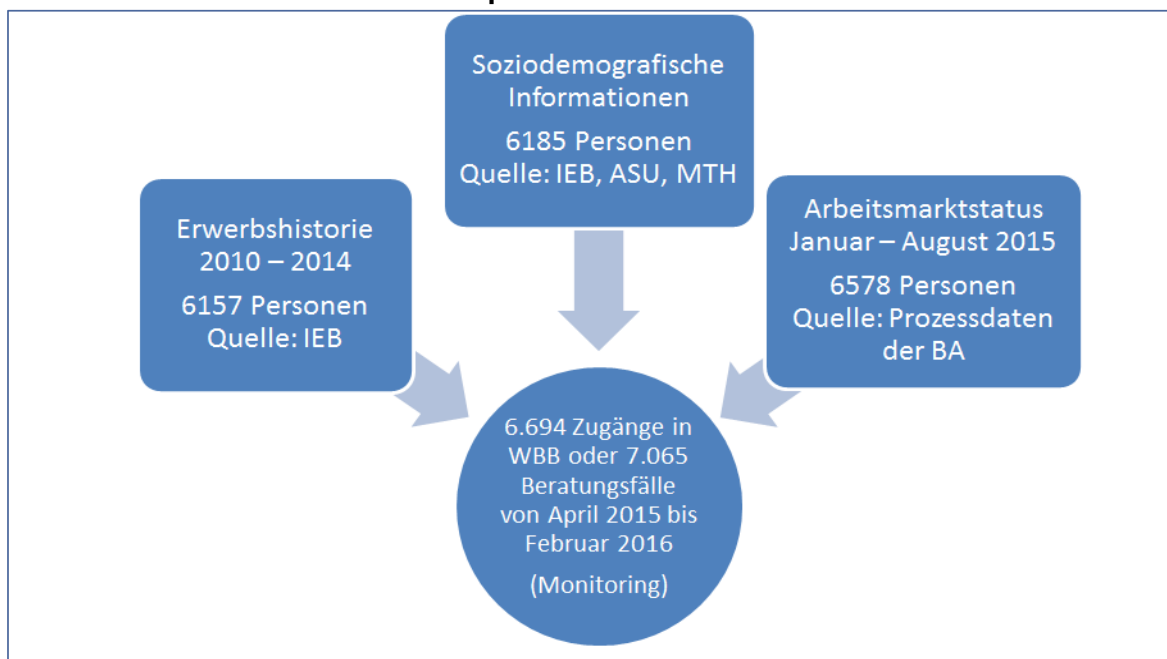 Soziodemografische
Informationen
6185 Personen
Quelle: IEB, ASU, MTH
Erwerbshistorie
2010 – 2014
6157 Personen
Quelle: IEB
Arbeitsmarktstatus
Januar – August 2015
6578 Personen
Quelle: Prozessdaten
der BA
6.694 Zugänge in
WBB oder 7.065
Beratungsfälle
von April 2015 bis
Februar 2016
(Monitoring)